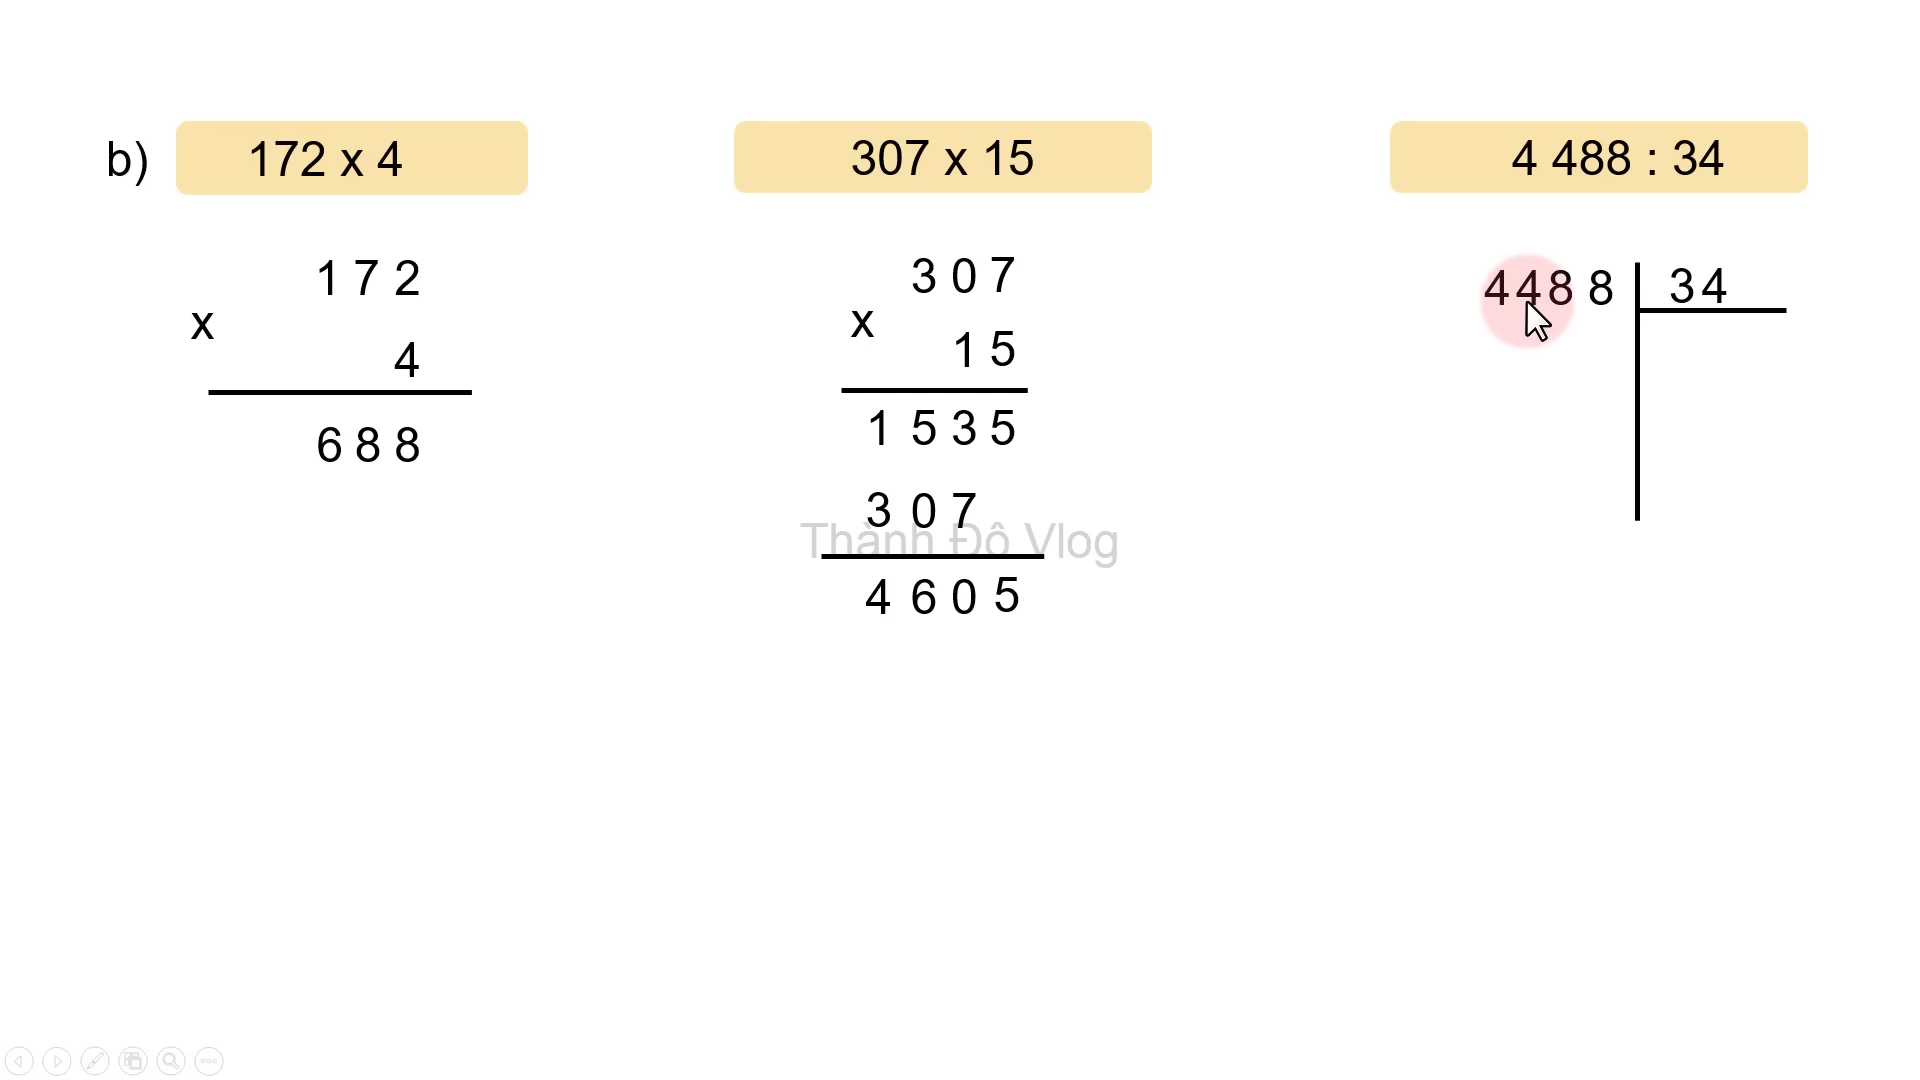 b) 172 x 4
307 x 15
4 488 : 34
1 7 2
x
4
6 8 8
3 0 7
x
1 5
1 5 3 5
3 0 7
4 6 0 5
4 4 8 8 3 4
Thành Đô Vlog